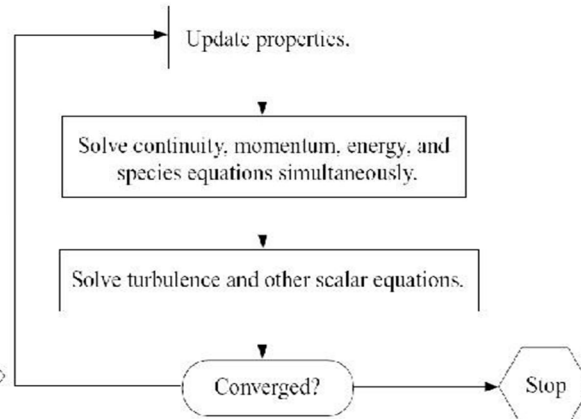 Update properties.
Solve continuity, momentum, energy, and
species equations simultaneously.
Solve turbulence and other scalar equations.
Converged?
Stop